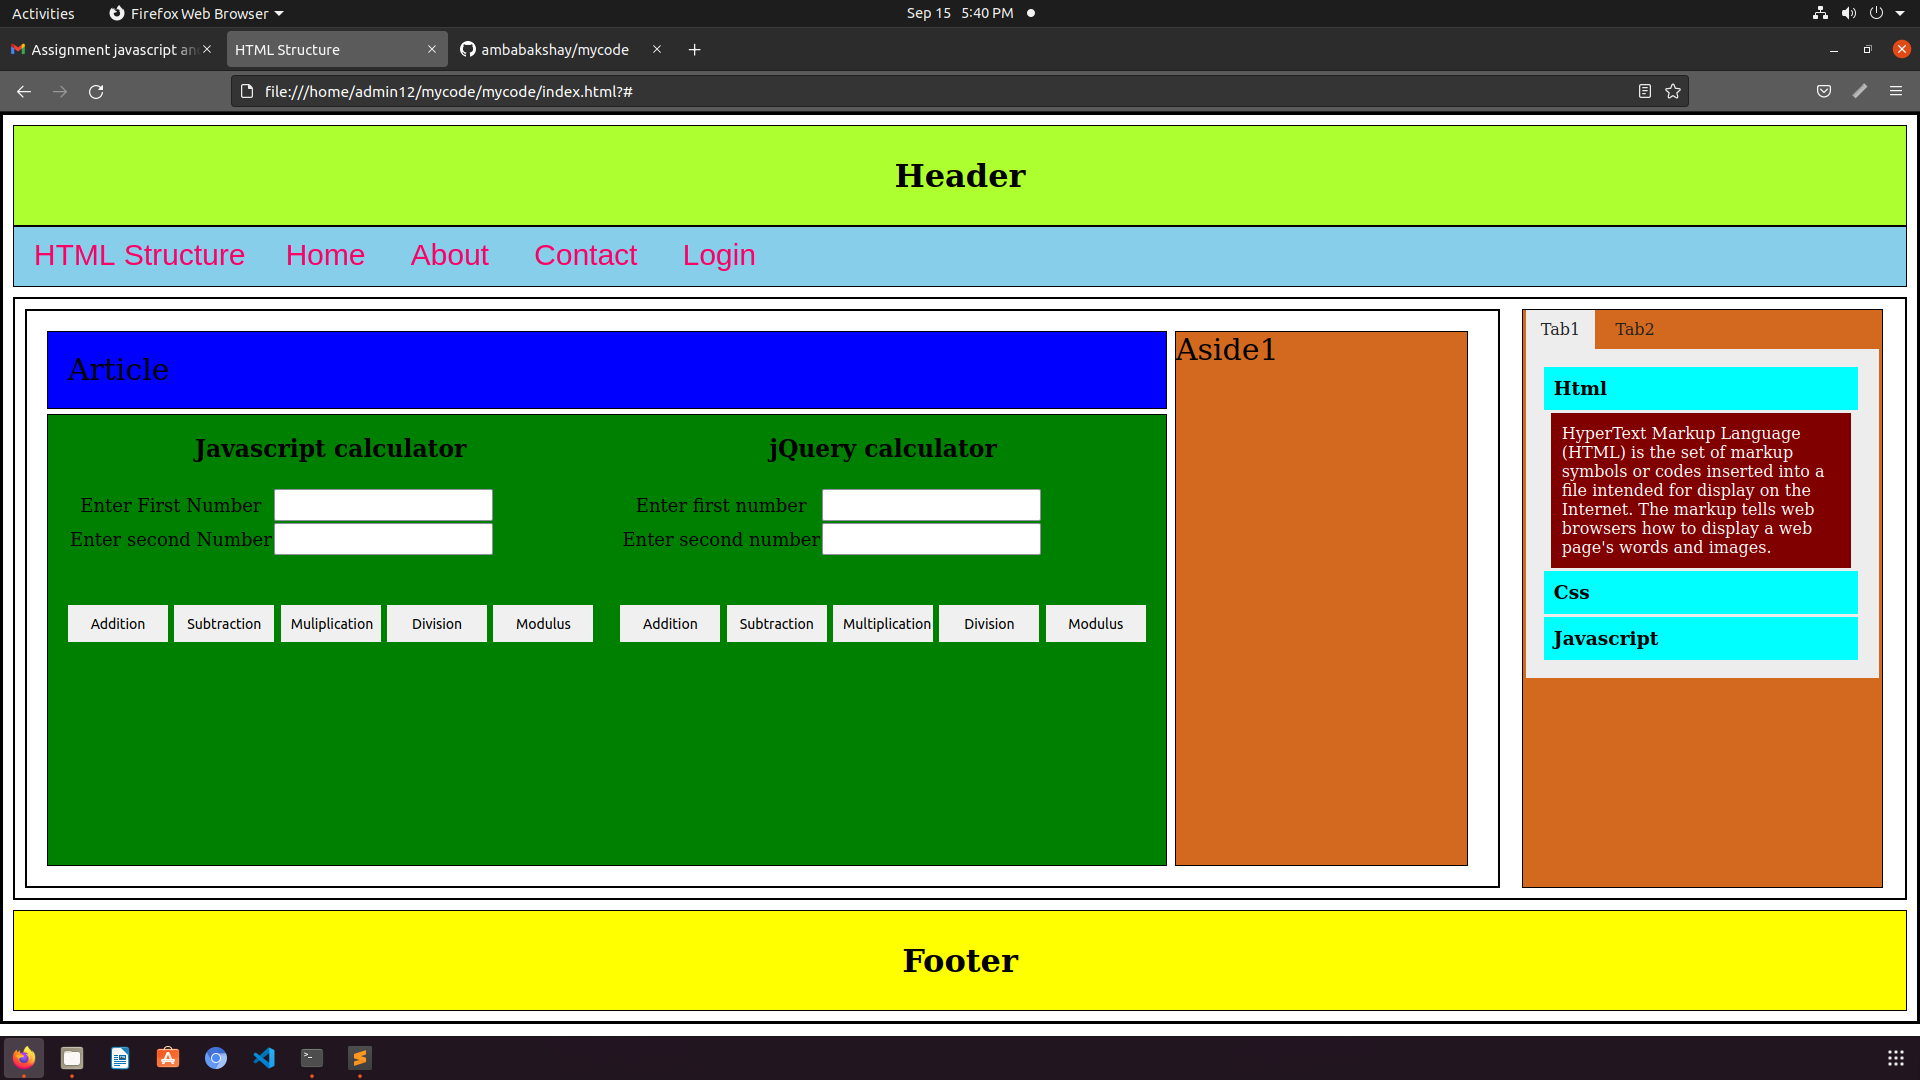 Activities
Firefox Web Browser
Sep 15 5:40 PM
Assignment javascript an
HTML Structure
ambabakshay/mycode
file:///home/admin12/mycode/mycode/index.html?#
Header
HTML Structure Home About Contact Login
Article
Aside1
Tab1 Tab2
Html
HyperText Markup Language
(HTML) is the set of markup
symbols or codes inserted into a
file intended for display on the
Internet. The markup tells web
browsers how to display a web
page's words and images.
Css
Javascript
Javascript calculator
Enter First Number
Enter second Number
Addition Subtraction Muliplication Division Modulus
jQuery calculator
Enter first number
Enter second number
Addition Subtraction Multiplication Division Modulus
Footer